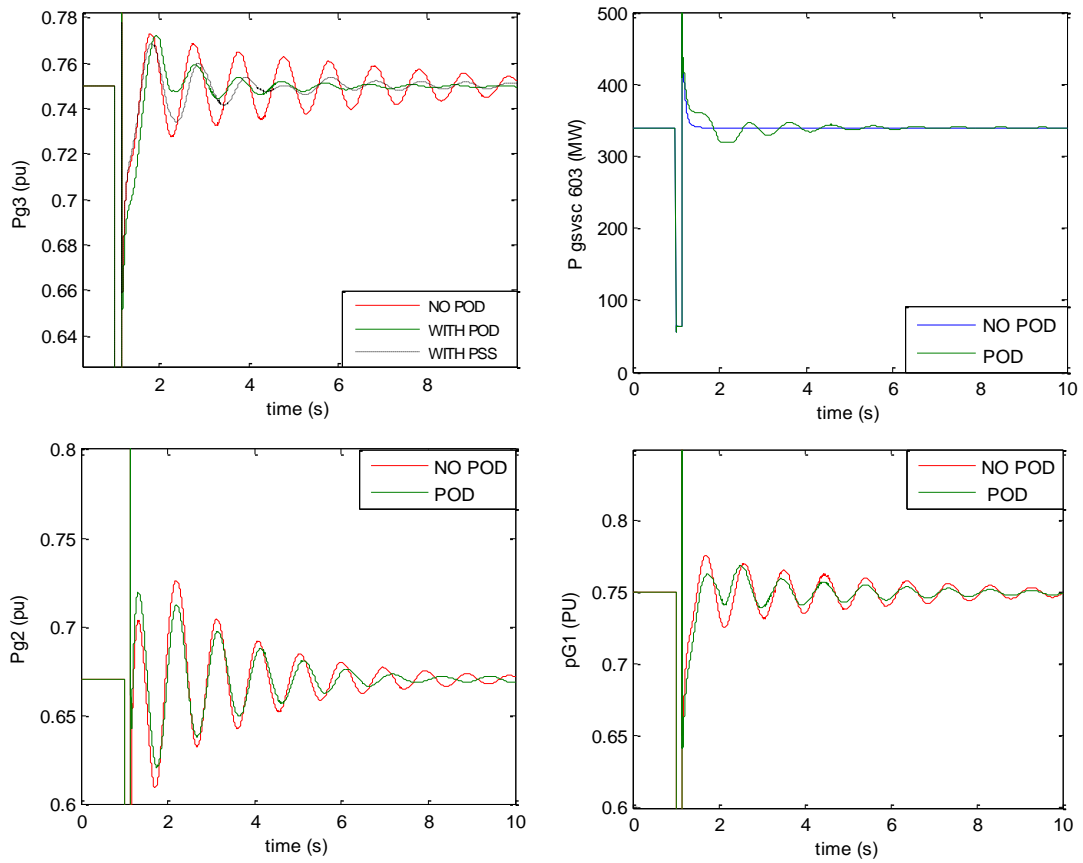 0.78
0.76
0.74
0.72
0.7
0.68
0.66
0.64
Pg3 (pu)
2
4
6
8
time (s)
NO POD
WITH POD
WITH PSS
500
400
300
200
100
0
P gsvsc 603 (MW)
0
2
4
6
8
10
time (s)
NO POD
POD
0.8
0.75
0.7
0.65
0.6
Pg2 (pu)
0
2
4
6
8
10
time (s)
NO POD
POD
0.8
0.75
0.7
0.65
0.6
pG1 (PU)
0
2
4
6
8
10
time (s)
NO POD
POD